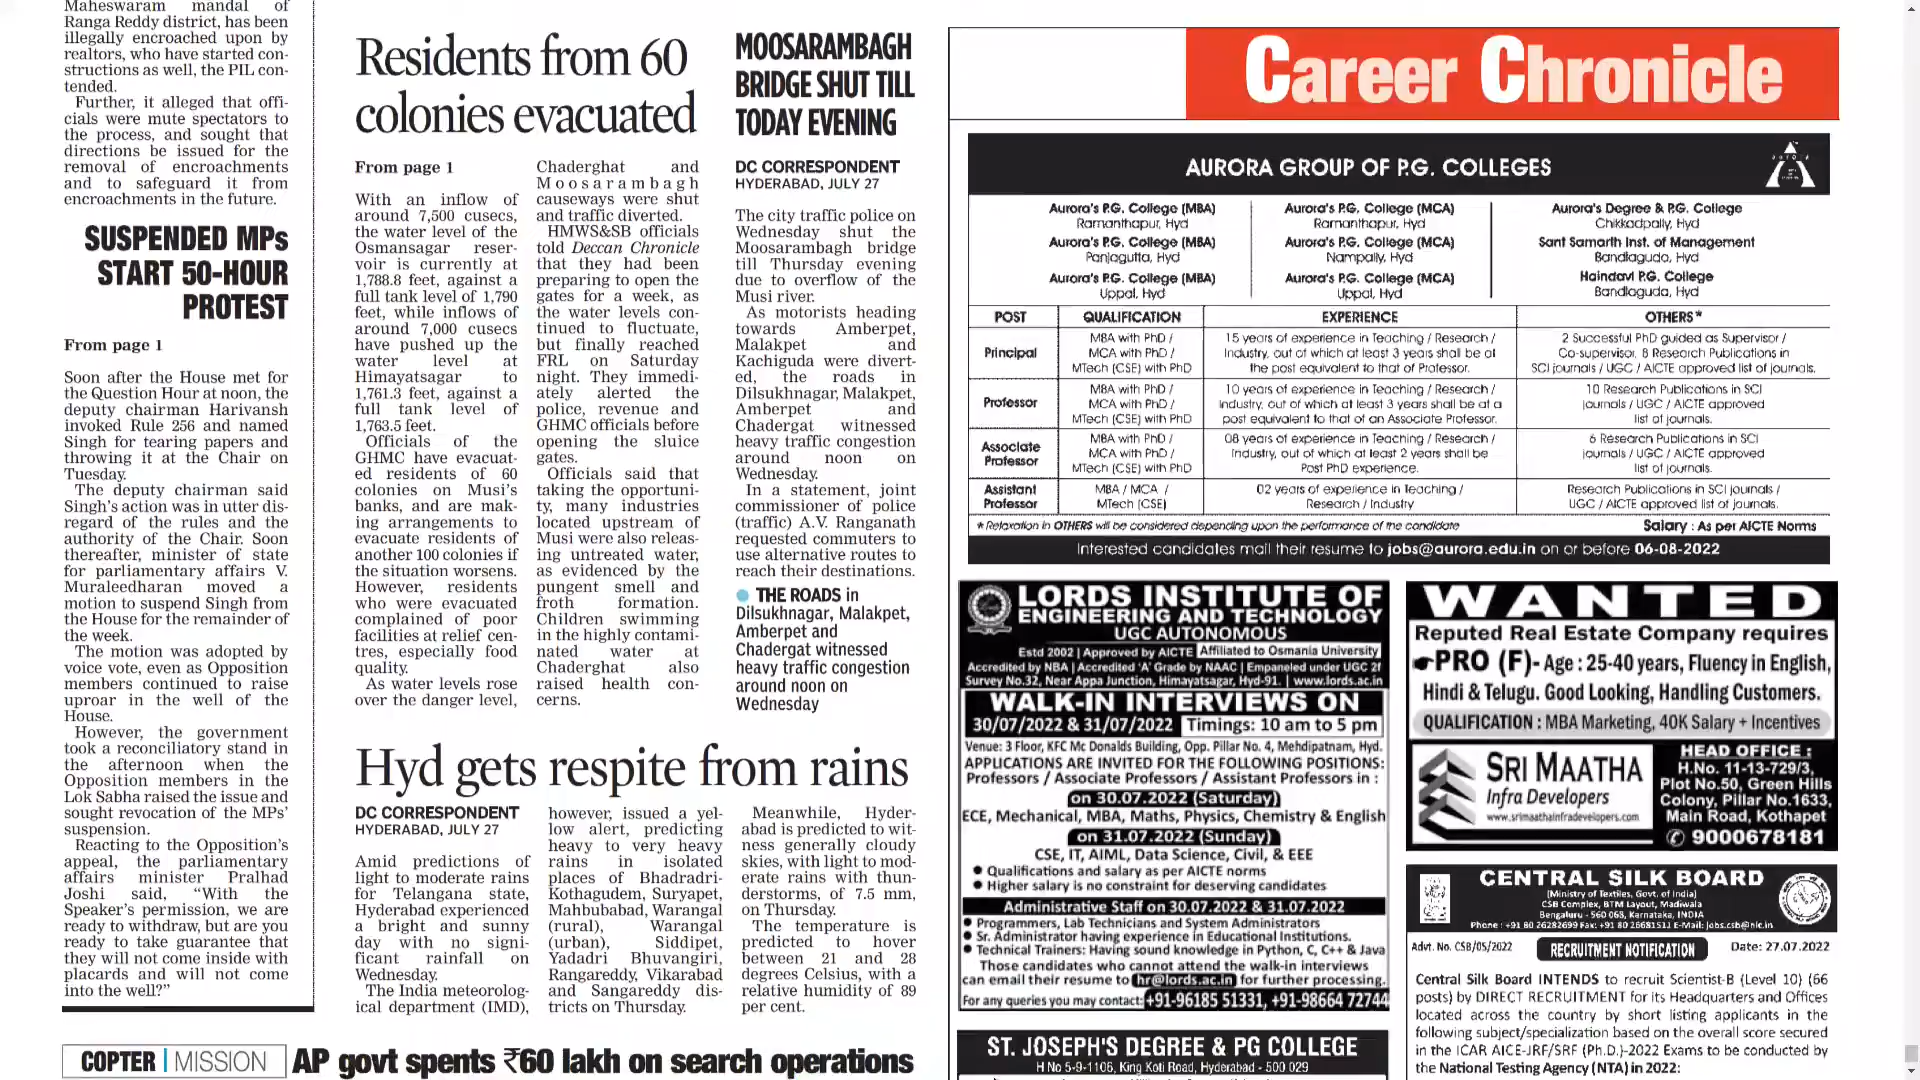 Maheswaram mandal of
Ranga Reddy district, has been
illegally encroached upon by
realtors, who have started con-
structions as well, the PIL con-
tended.
Further, it alleged that offi-
cials were mute spectators to
the process, and sought that
directions be issued for the
removal of encroachments
and to safeguard it from
encroachments in the future.
SUSPENDED MPs
START 50-HOUR
PROTEST
From page 1
Soon after the House met for
the Question Hour at noon, the
deputy chairman Harivansh
invoked Rule 256 and named
Singh for tearing papers and
throwing it at the Chair on
Tuesday.
The deputy chairman said
Singh's action was in utter dis-
regard of the rules and the
authority of the Chair. Soon
thereafter, minister of state
for parliamentary affairs V.
Muraleedharan moved a
motion to suspend Singh from
the House for the remainder of
the week.
The motion was adopted by
voice vote, even as Opposition
members continued to raise
uproar in the well of the
House.
However, the government
took a reconciliatory stand in
the afternoon when the
Opposition members in the
Lok Sabha raised the issue and
sought revocation of the MPs'
suspension.
Reacting to the Opposition's
appeal, the parliamentary
affairs minister Pralhad
Joshi said, “With the
Speaker's permission, we are
ready to withdraw, but are you
ready to take guarantee that
they will not come inside with
placards and will not come
into the well?”
Residents from 60
colonies evacuated
From page 1
With an inflow of
around 7,500 cusecs,
the water level of the
Osmansagar reser-
voir is currently at
1,788.8 feet, against a
full tank level of 1,790
feet, while inflows of
around 7,000 cusecs
have pushed up the
water level at
Himayatsagar to
1,761.3 feet, against a
full tank level of
1,763.5 feet.
Officials of the
GHMC have evacuat-
ed residents of 60
colonies on Musi's
banks, and are mak-
ing arrangements to
evacuate residents of
another 100 colonies if
the situation worsens.
However, residents
who were evacuated
complained of poor
facilities at relief cen-
tres, especially food
quality.
As water levels rose
over the danger level,
Chaderghat and
Moosarambagh
causeways were shut
and traffic diverted.
HMWS&SB officials
told Deccan Chronicle
that they had been
preparing to open the
gates for a week, as
the water levels con-
tinued to fluctuate,
but finally reached
FRL on Saturday
night. They immedi-
ately alerted the
police, revenue and
GHMC officials before
opening the sluice
gates.
Officials said that
taking the opportuni-
ty, many industries
located upstream of
Musi were also releas-
ing untreated water,
as evidenced by the
pungent smell and
froth formation.
Children swimming
in the highly contami-
nated water at
Chaderghat also
raised health con-
cerns.
MOOSARAMBAGH
BRIDGE SHUT TILL
TODAY EVENING
DC CORRESPONDENT
HYDERABAD, JULY 27
The city traffic police on
Wednesday shut the
Moosarambagh bridge
till Thursday evening
due to overflow of the
Musi river.
As motorists heading
towards Amberpet,
Malakpet and
Kachiguda were divert-
ed, the roads in
Dilsukhnagar, Malakpet,
Amberpet and
Chadergat witnessed
heavy traffic congestion
around noon on
Wednesday.
In a statement, joint
commissioner of police
(traffic) A.V. Ranganath
requested commuters to
use alternative routes to
reach their destinations.
● THE ROADS in
Dilsukhnagar, Malakpet,
Amberpet and
Chadergat witnessed
heavy traffic congestion
around noon on
Wednesday
Hyd gets respite from rains
DC CORRESPONDENT
HYDERABAD, JULY 27
Amid predictions of
light to moderate rains
for Telangana state,
Hyderabad experienced
a bright and sunny
day with no signi-
ficant rainfall on
Wednesday.
The India meteorolog-
ical department (IMD),
however, issued a yel-
low alert, predicting
heavy to very heavy
rains in isolated
places of Bhadradri-
Kothagudem, Suryapet,
Mahbubabad, Warangal
(rural), Warangal
(urban), Siddipet,
Yadadri Bhuvangiri,
Rangareddy, Vikarabad
and Sangareddy dis-
tricts on Thursday.
Meanwhile, Hyder-
abad is predicted to wit-
ness generally cloudy
skies, with light to mod-
erate rains with thun-
derstorms, of 7.5 mm,
on Thursday.
The temperature is
predicted to hover
between 21 and 28
degrees Celsius, with a
relative humidity of 89
per cent.
COPTER | MISSION AP govt spends ₹60 lakh on search operations
Career Chronicle
AURORA GROUP OF P.G. COLLEGES
Aurora's P.G. College (MBA) Aurora's P.G. College (MCA) Aurora's Degree & P.G. College
Ramanthapur, Hyd Ramanthapur, Hyd Chikkadpally, Hyd
Aurora's P.G. College (MBA) Aurora's P.G. College (MCA) Sant Samarth Inst. of Management
Panjagutta, Hyd Nampally, Hyd Bandlaguda, Hyd
Aurora's P.G. College (MBA) Aurora's P.G. College (MCA) Haindavi P.G. College
Uppal, Hyd Uppal, Hyd Bandlaguda, Hyd
POST QUALIFICATION EXPERIENCE OTHERS*
Principal
MBA with PhD /
MCA with PhD /
MTech (CSE) with PhD
15 years of experience in Teaching / Research /
Industry, out of which at least 3 years shall be at
the post equivalent to that of Professor.
2 Successful PhD guided as Supervisor /
Co-supervisor, 8 Research Publications in
SCI journals / UGC / AICTE approved list of journals.
Professor
MBA with PhD /
MCA with PhD /
MTech (CSE) with PhD
10 years of experience in Teaching / Research /
Industry, out of which at least 3 years shall be at a
post equivalent to that of an Associate Professor.
10 Research Publications in SCI
journals / UGC / AICTE approved
list of journals.
Associate
Professor
MBA with PhD /
MCA with PhD /
MTech (CSE) with PhD
08 years of experience in Teaching / Research /
Industry, out of which at least 2 years shall be
Post PhD experience.
6 Research Publications in SCI
journals / UGC / AICTE approved
list of journals.
Assistant
Professor
MBA / MCA /
MTech (CSE)
02 years of experience in Teaching /
Research / Industry
Research Publications in SCI journals /
UGC / AICTE approved list of journals.
*Relaxation in OTHERS will be considered depending upon the performance of the candidate Salary : As per AICTE Norms
Interested candidates mail their resume to jobs@aurora.edu.in on or before 06-08-2022
LORDS INSTITUTE OF
ENGINEERING AND TECHNOLOGY
UGC AUTONOMOUS
Estd 2002 | Approved by AICTE Affiliated to Osmania University
Accredited by NBA | Accredited 'A' Grade by NAAC | Empaneled under UGC 2f
Survey No.32, Near Appa Junction, Himayatsagar, Hyd-91. | www.lords.ac.in
WALK-IN INTERVIEWS ON
30/07/2022 & 31/07/2022 Timings: 10 am to 5 pm
Venue: 3 Floor, KFC Mc Donalds Building, Opp. Pillar No. 4, Mehdipatnam, Hyd.
APPLICATIONS ARE INVITED FOR THE FOLLOWING POSITIONS:
Professors / Associate Professors / Assistant Professors in :
on 30.07.2022 (Saturday)
ECE, Mechanical, MBA, Maths, Physics, Chemistry & English
on 31.07.2022 (Sunday)
CSE, IT, AIML, Data Science, Civil, & EEE
● Qualifications and salary as per AICTE norms
● Higher salary is no constraint for deserving candidates
Administrative Staff on 30.07.2022 & 31.07.2022
● Programmers, Lab Technicians and System Administrators
● Sr. Administrator having experience in Educational Institutions.
● Technical Trainers: Having sound knowledge in Python, C, C++ & Java
Those candidates who cannot attend the walk-in interviews
can email their resume to hr@lords.ac.in for further processing.
For any queries you may contact: +91-96185 51331, +91-98664 72744
ST. JOSEPH'S DEGREE & PG COLLEGE
H No 5-9-1106, King Koti Road, Hyderabad - 500 029
WANTED
Reputed Real Estate Company requires
PRO (F)- Age : 25-40 years, Fluency in English,
Hindi & Telugu. Good Looking, Handling Customers.
QUALIFICATION : MBA Marketing, 40K Salary + Incentives
SRI MAATHA
Infra Developers
www.srimaathainfradevelopers.com
HEAD OFFICE :
H.No. 11-13-729/3,
Plot No.50, Green Hills
Colony, Pillar No.1633,
Main Road, Kothapet
✆ 9000678181
CENTRAL SILK BOARD
(Ministry of Textiles, Govt. of India)
CSB Complex, BTM Layout, Madiwala
Bengaluru - 560 068, Karnataka, INDIA
Phone : +91 80 26282699 Fax: +91 80 26681511 E-Mail: jobs.csb@nic.in
Advt. No. CSB/05/2022 RECRUITMENT NOTIFICATION Date: 27.07.2022
Central Silk Board INTENDS to recruit Scientist-B (Level 10) (66
posts) by DIRECT RECRUITMENT for its Headquarters and Offices
located across the country by short listing applicants in the
following subject/specialization based on the overall score secured
in the ICAR AICE-JRF/SRF (Ph.D.)-2022 Exams to be conducted by
the National Testing Agency (NTA) in 2022: